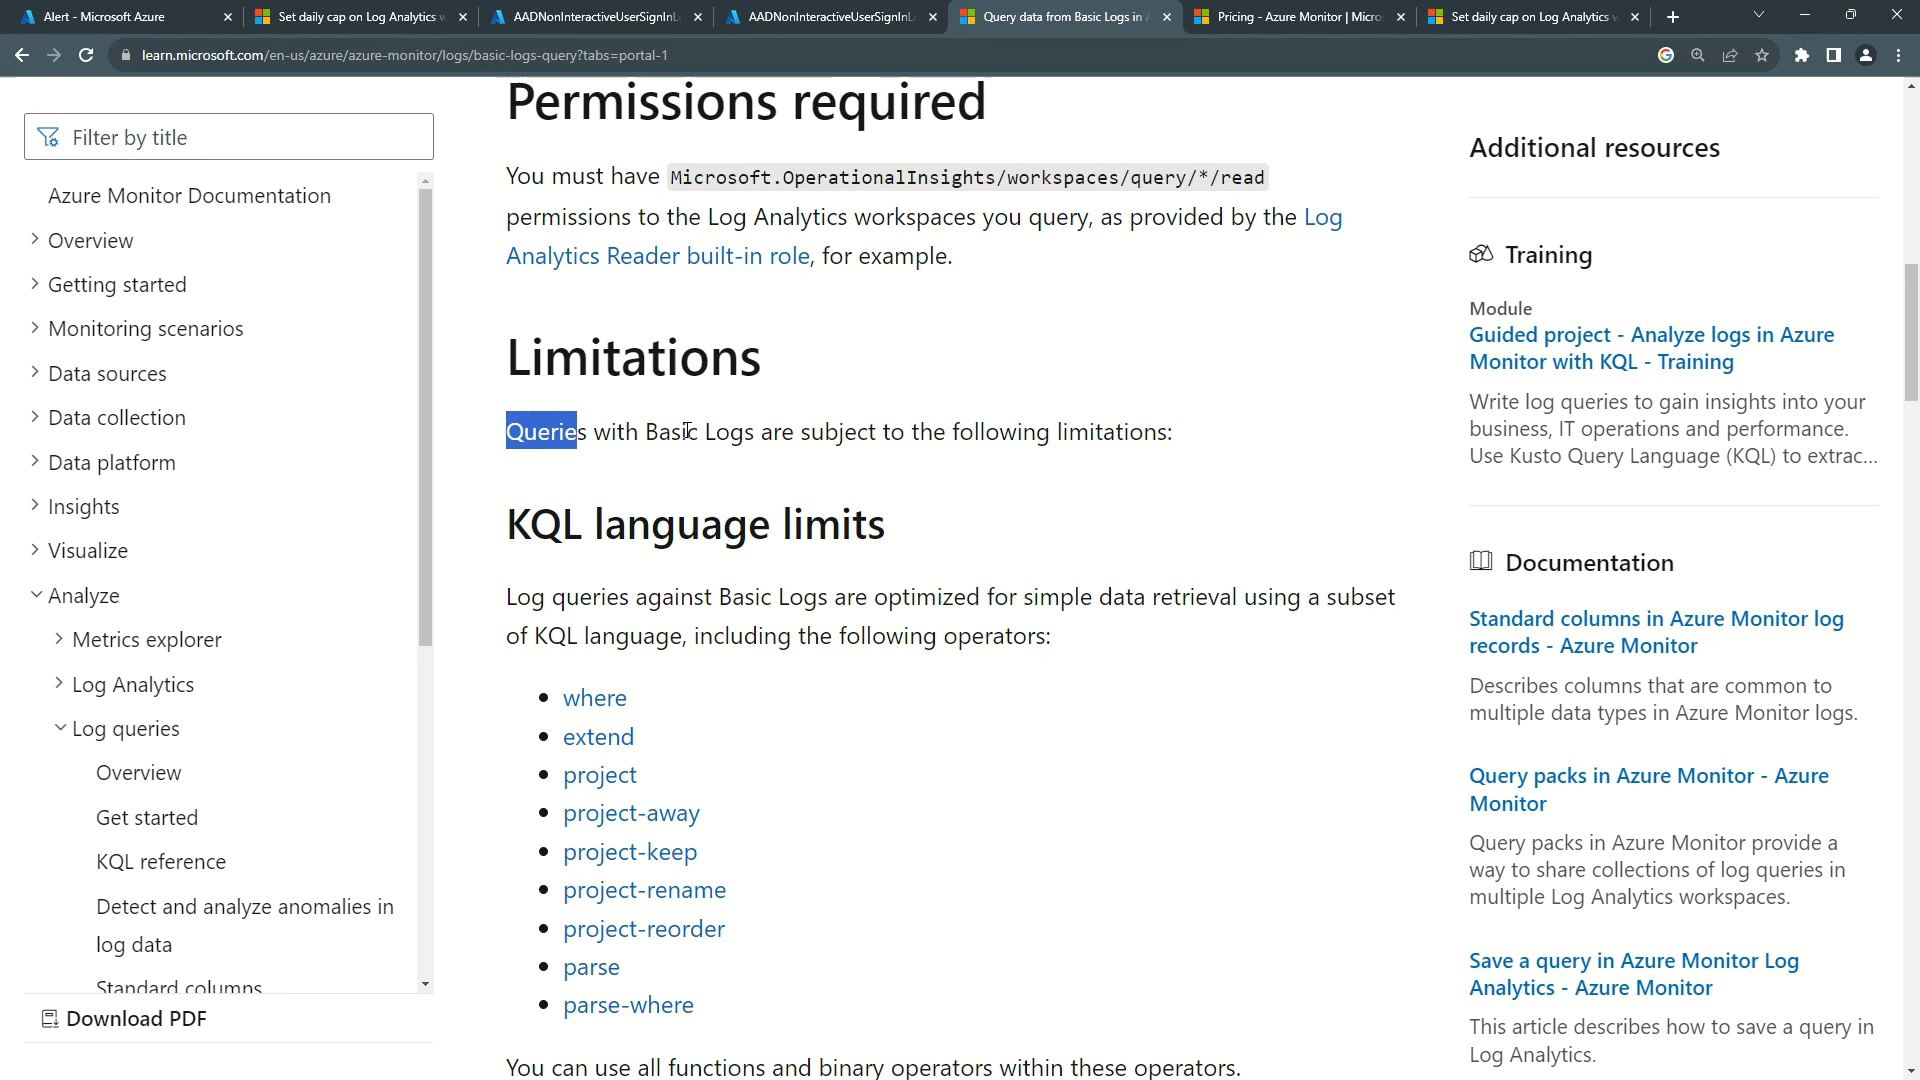 Alert - Microsoft Azure
Set daily cap on Log Analytics w
AADNonInteractiveUserSignInLo
AADNonInteractiveUserSignInLo
Query data from Basic Logs in A
Pricing - Azure Monitor | Micro
Set daily cap on Log Analytics w
learn.microsoft.com/en-us/azure/azure-monitor/logs/basic-logs-query?tabs=portal-1
Filter by title
Azure Monitor Documentation
Overview
Getting started
Monitoring scenarios
Data sources
Data collection
Data platform
Insights
Visualize
Analyze
Metrics explorer
Log Analytics
Log queries
Overview
Get started
KQL reference
Detect and analyze anomalies in
log data
Standard columns
Download PDF
Permissions required
You must have Microsoft.OperationalInsights/workspaces/query/*/read
permissions to the Log Analytics workspaces you query, as provided by the Log
Analytics Reader built-in role, for example.
Limitations
Queries with Basic Logs are subject to the following limitations:
KQL language limits
Log queries against Basic Logs are optimized for simple data retrieval using a subset
of KQL language, including the following operators:
• where
• extend
• project
• project-away
• project-keep
• project-rename
• project-reorder
• parse
• parse-where
You can use all functions and binary operators within these operators.
Additional resources
Training
Module
Guided project - Analyze logs in Azure
Monitor with KQL - Training
Write log queries to gain insights into your
business, IT operations and performance.
Use Kusto Query Language (KQL) to extrac...
Documentation
Standard columns in Azure Monitor log
records - Azure Monitor
Describes columns that are common to
multiple data types in Azure Monitor logs.
Query packs in Azure Monitor - Azure
Monitor
Query packs in Azure Monitor provide a
way to share collections of log queries in
multiple Log Analytics workspaces.
Save a query in Azure Monitor Log
Analytics - Azure Monitor
This article describes how to save a query in
Log Analytics.